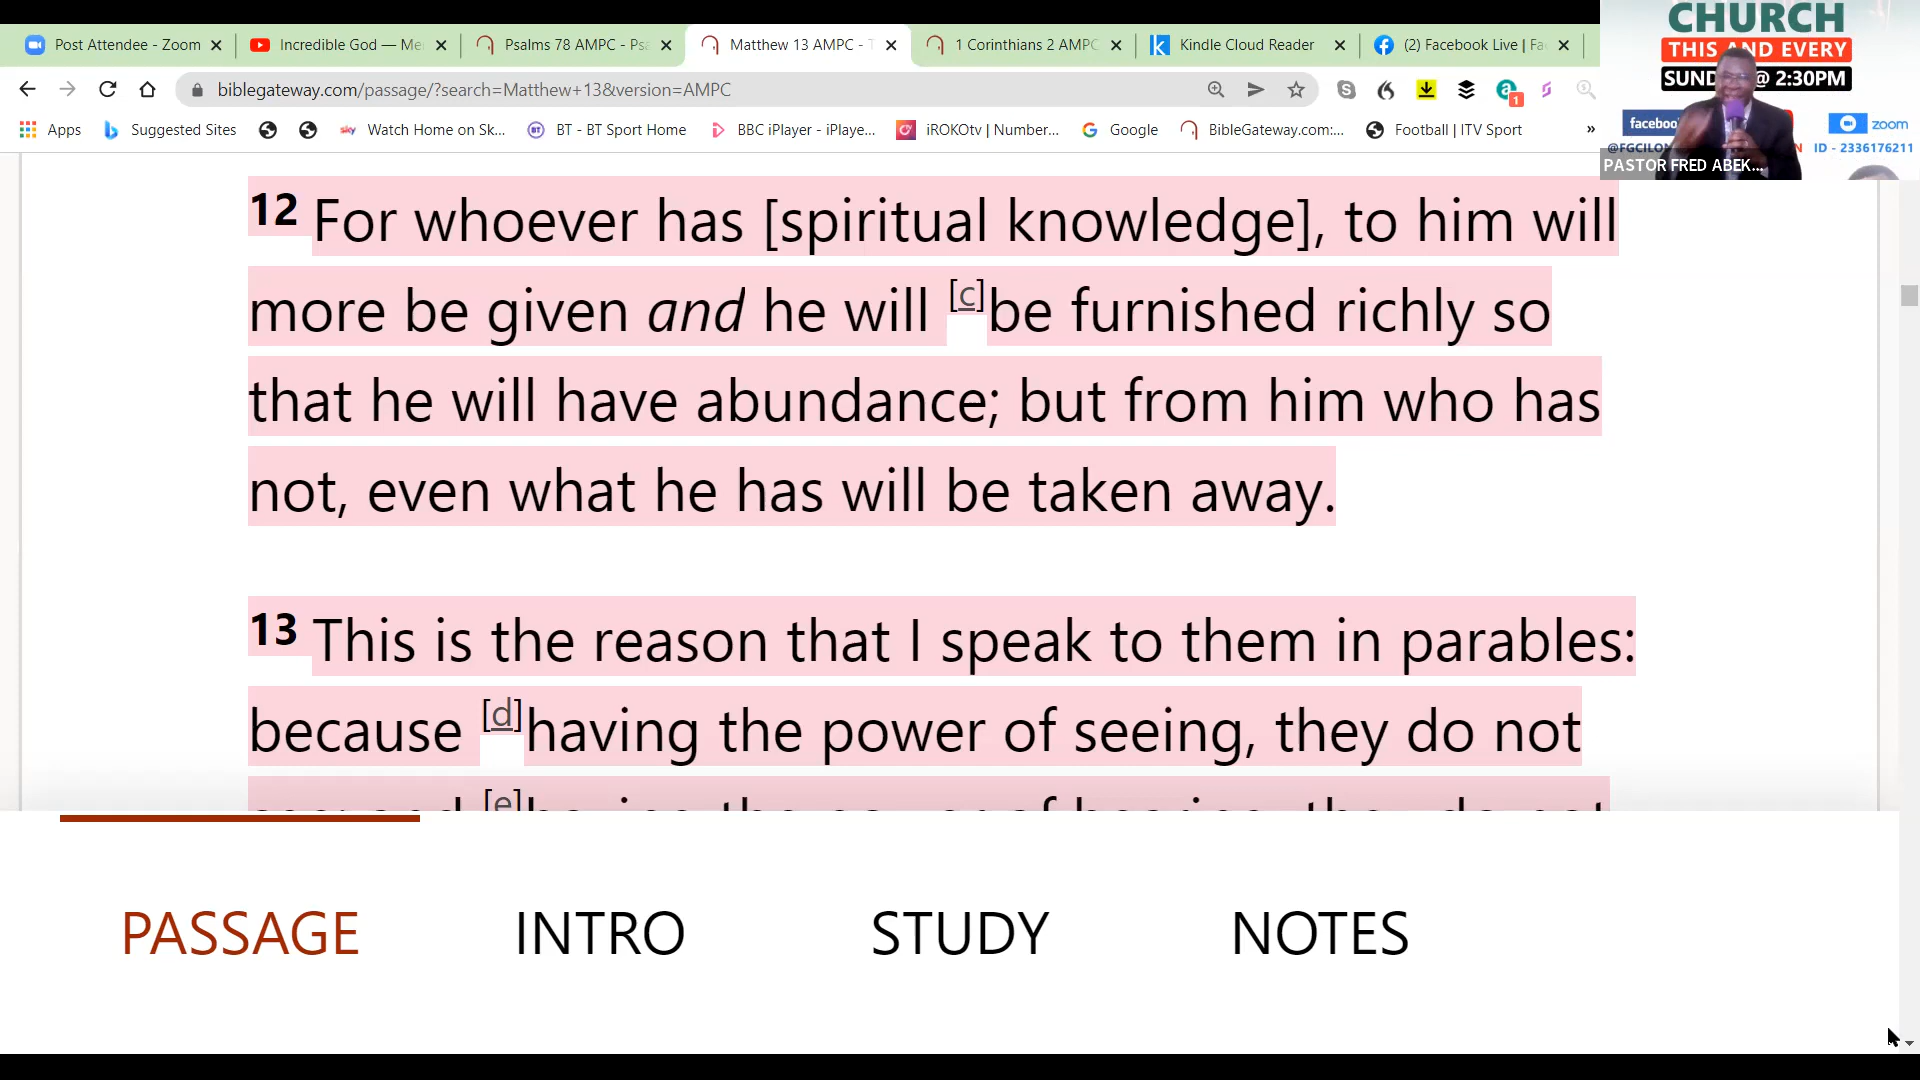 Post Attendee - Zoom
Incredible God — Me
Psalms 78 AMPC - Psa
Matthew 13 AMPC - T
1 Corinthians 2 AMPC
Kindle Cloud Reader
(2) Facebook Live | Fa
biblegateway.com/passage/?search=Matthew+13&version=AMPC
1
Apps
Suggested Sites
sky Watch Home on Sk...
BT - BT Sport Home
BBC iPlayer - iPlaye...
iROKOtv | Number...
Google
BibleGateway.com:...
Football | ITV Sport
»
CHURCH
THIS AND EVERY
SUND @ 2:30PM
zoom
ID - 2336176211
PASTOR FRED ABEK...
12 For whoever has [spiritual knowledge], to him will
more be given and he will [c]be furnished richly so
that he will have abundance; but from him who has
not, even what he has will be taken away.
13 This is the reason that I speak to them in parables:
because [d]having the power of seeing, they do not
[e]
PASSAGE
INTRO
STUDY
NOTES